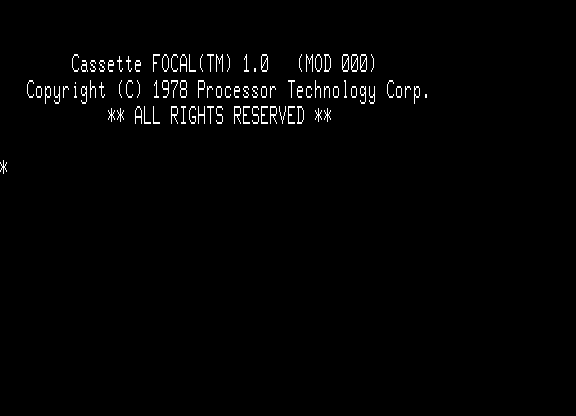 Cassette FOCAL(TM) 1.0 (MOD 000)
Copyright (C) 1978 Processor Technology Corp.
** ALL RIGHTS RESERVED **
*